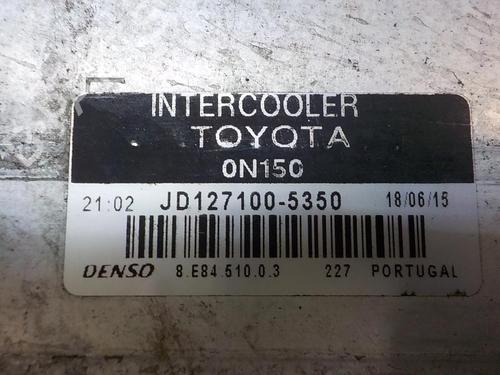 INTERCOOLER
TOYOTA
0N150
21:02 JD127100-5350 18/06/15
DENSO 8.E84.510.0.3 227 PORTUGAL